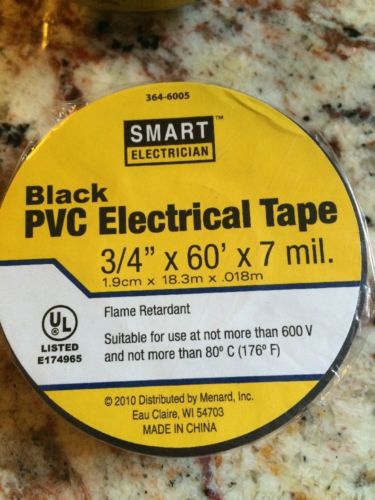 364-6005
SMART™
ELECTRICIAN
Black
PVC Electrical Tape
3/4" x 60' x 7 mil.
1.9cm x 18.3m x .018m
Flame Retardant
UL
LISTED
E174965
Suitable for use at not more than 600 V
and not more than 80º C (176º F)
© 2010 Distributed by Menard, Inc.
Eau Claire, WI 54703
MADE IN CHINA